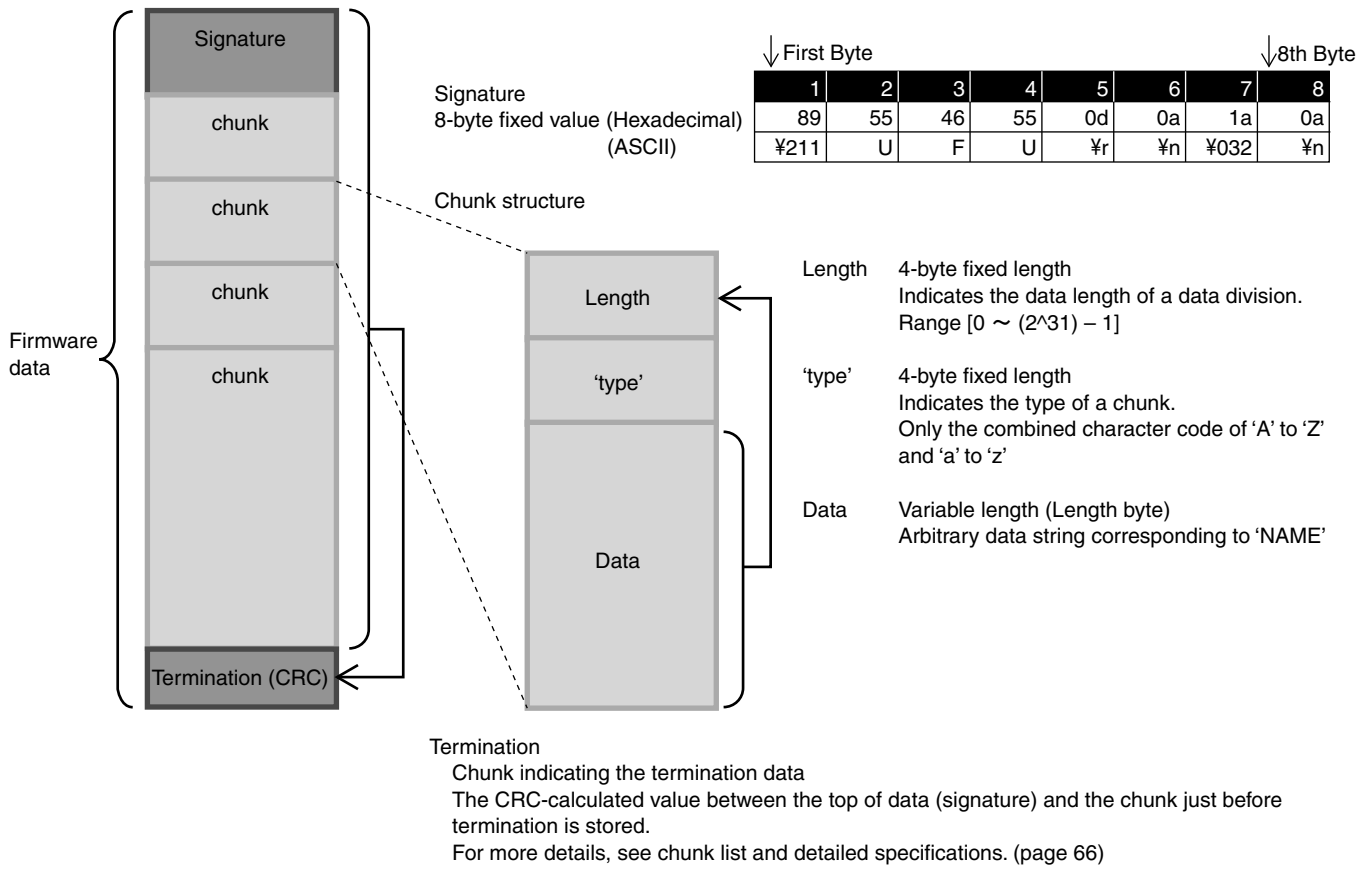 Signature
chunk
chunk
chunk
chunk
Termination (CRC)
Firmware
data
↓First Byte ↓8th Byte
1 2 3 4 5 6 7 8
89 55 46 55 0d 0a 1a 0a
¥211 U F U ¥r ¥n ¥032 ¥n
Signature
8-byte fixed value (Hexadecimal)
(ASCII)
Chunk structure
Length
‘type’
Data
Length 4-byte fixed length
Indicates the data length of a data division.
Range [0 ～ (2^31) – 1]
‘type’ 4-byte fixed length
Indicates the type of a chunk.
Only the combined character code of ‘A’ to ‘Z’
and ‘a’ to ‘z’
Data Variable length (Length byte)
Arbitrary data string corresponding to ‘NAME’
Termination
Chunk indicating the termination data
The CRC-calculated value between the top of data (signature) and the chunk just before
termination is stored.
For more details, see chunk list and detailed specifications. (page 66)